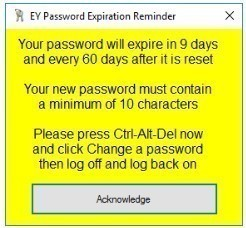 EY Password Expiration Reminder
Your password will expire in 9 days
and every 60 days after it is reset
Your new password must contain
a minimum of 10 characters
Please press Ctrl-Alt-Del now
and click Change a password
then log off and log back on
Acknowledge